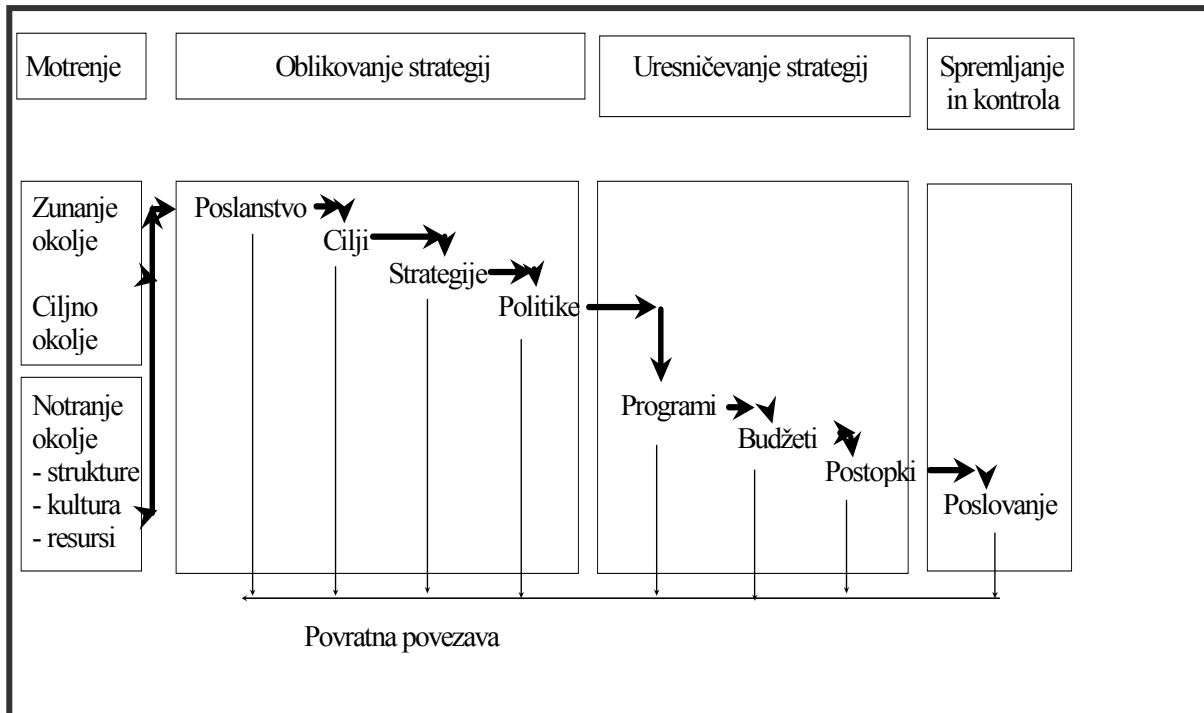 Motrenje
Oblikovanje strategij
Uresničevanje strategij
Spremljanje
in kontrola
Zunanje
okolje
Ciljno
okolje
Notranje
okolje
- strukture
- kultura
- resursi
Poslanstvo
Cilji
Strategije
Politike
Programi
Budžeti
Postopki
Poslovanje
Povratna povezava